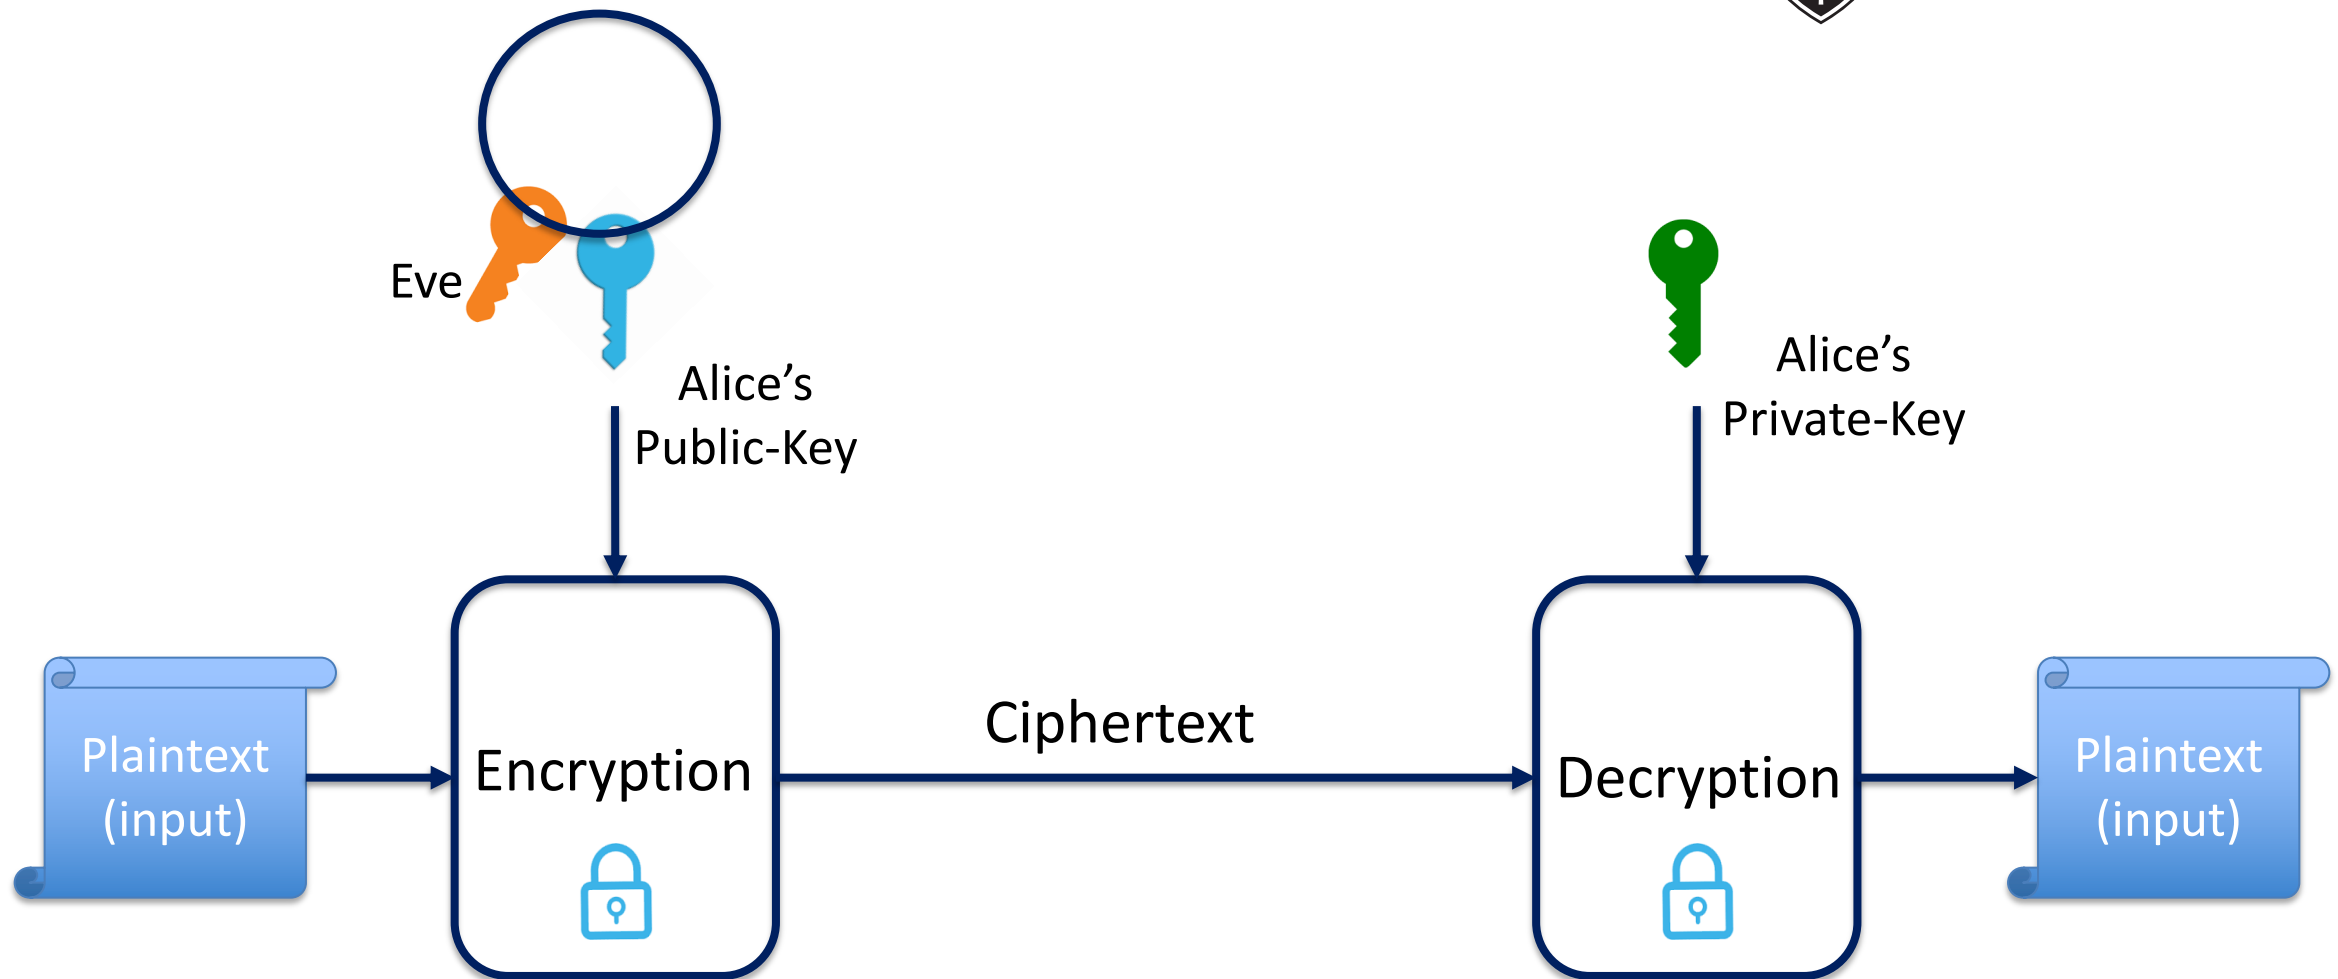 Eve
Alice’s
Public-Key
Alice’s
Private-Key
Plaintext
(input)
Encryption
Ciphertext
Decryption
Plaintext
(input)